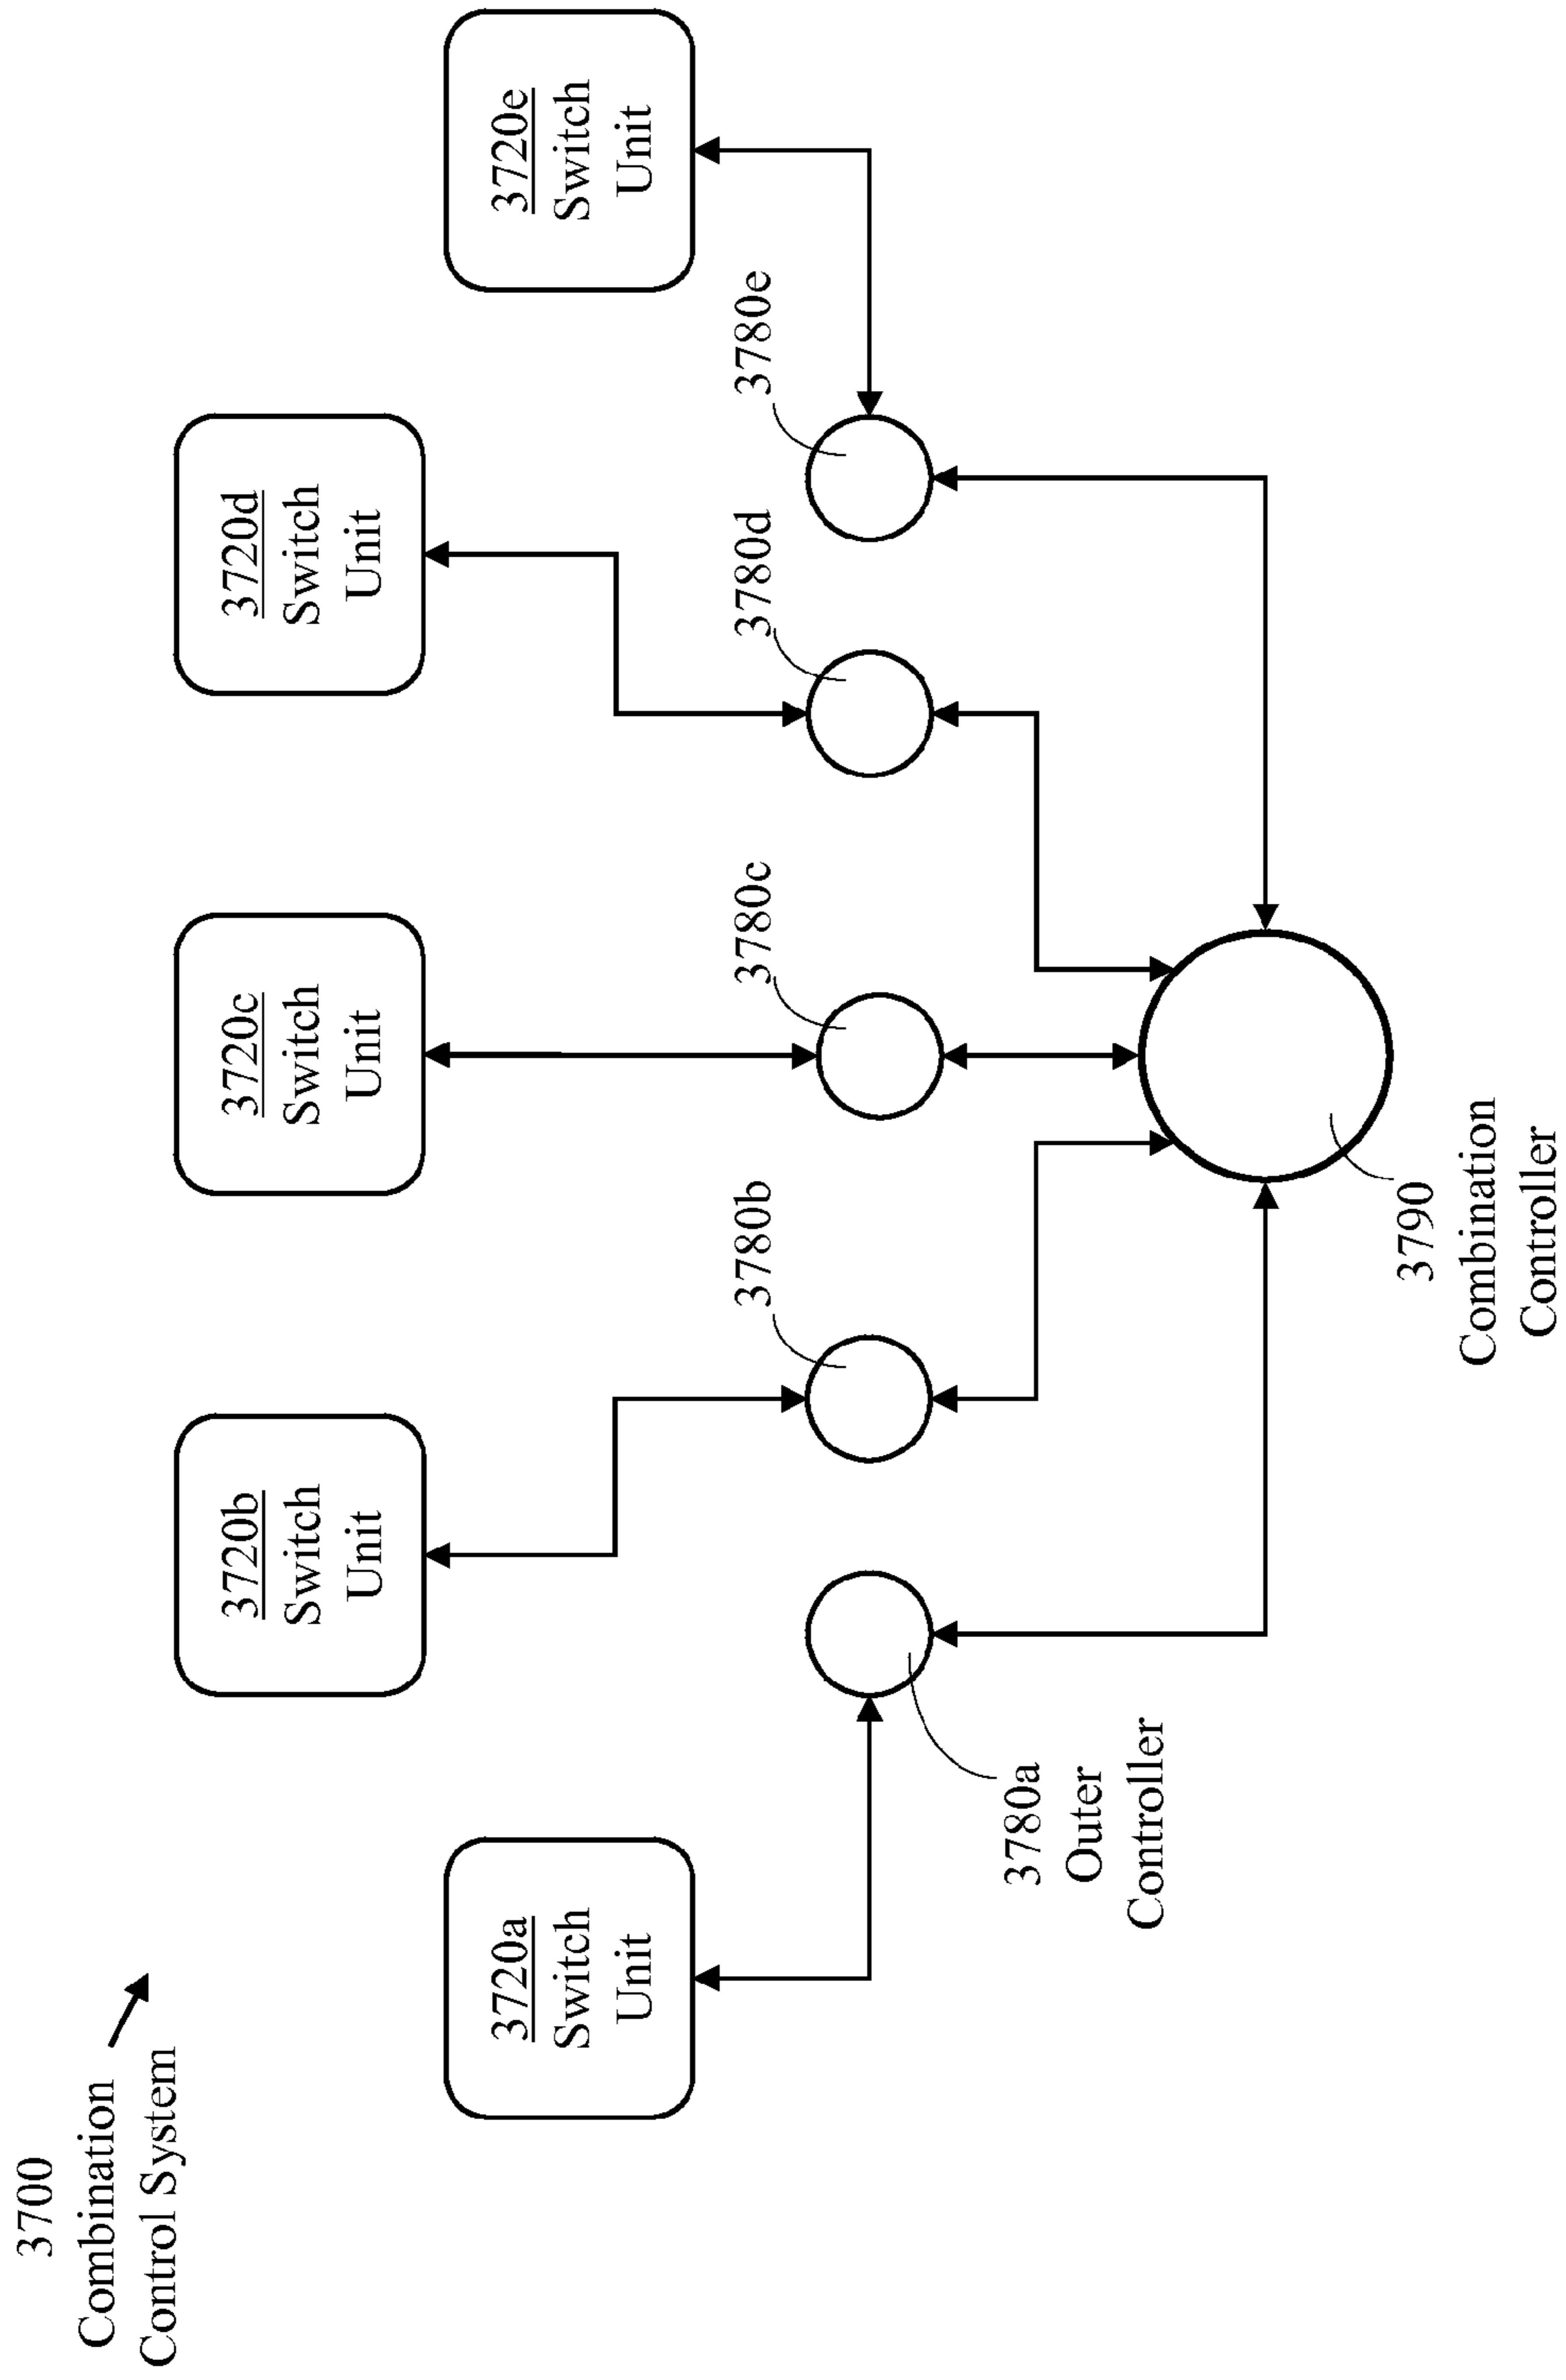 3700
Combination
Control System
3720a
Switch
Unit
3720b
Switch
Unit
3720c
Switch
Unit
3720d
Switch
Unit
3720e
Switch
Unit
3780a
Outer
Controller
3780b
3780c
3780d
3780e
3790
Combination
Controller